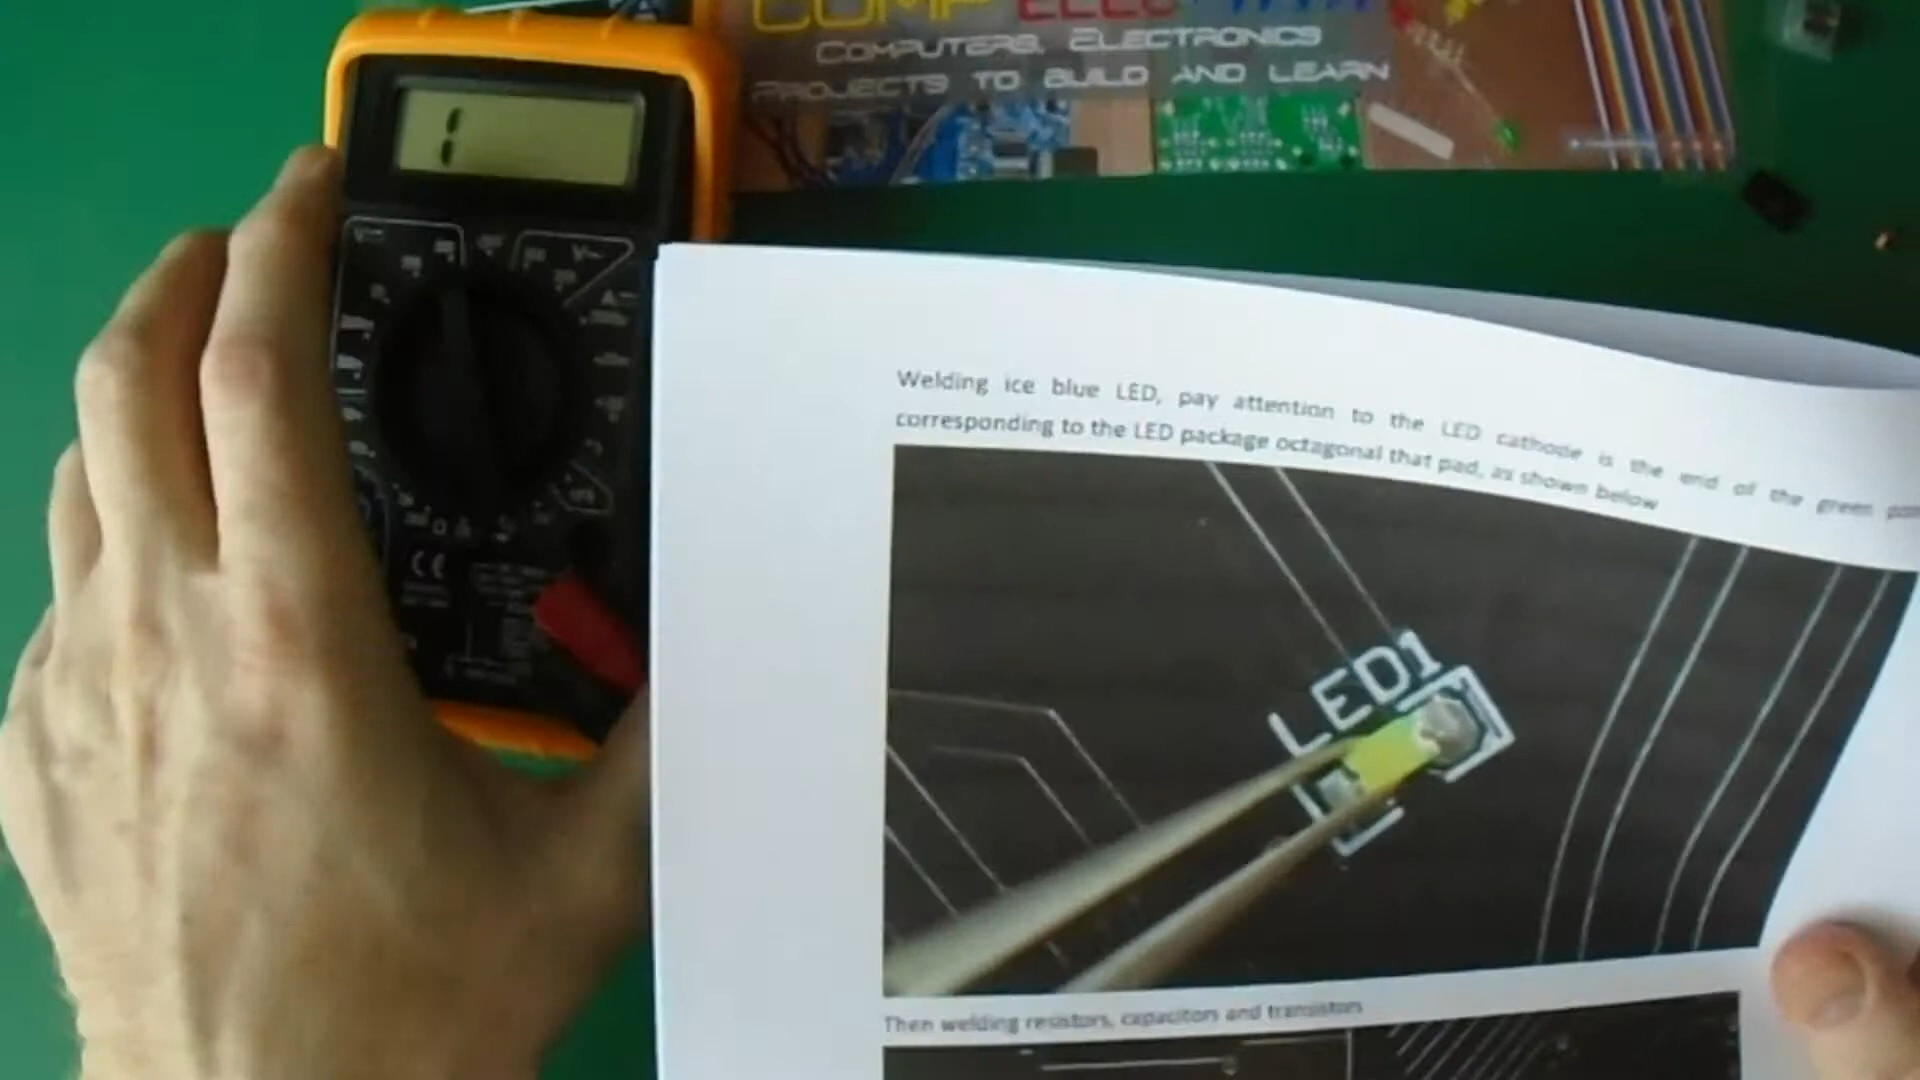 COMPUTERS, ELECTRONICS
PROJECTS TO BUILD AND LEARN
Welding ice blue LED, pay attention to the LED cathode is the end of the green
corresponding to the LED package octagonal that pad, as shown below
LED1
Then welding resistors, capacitors and transistors
CE